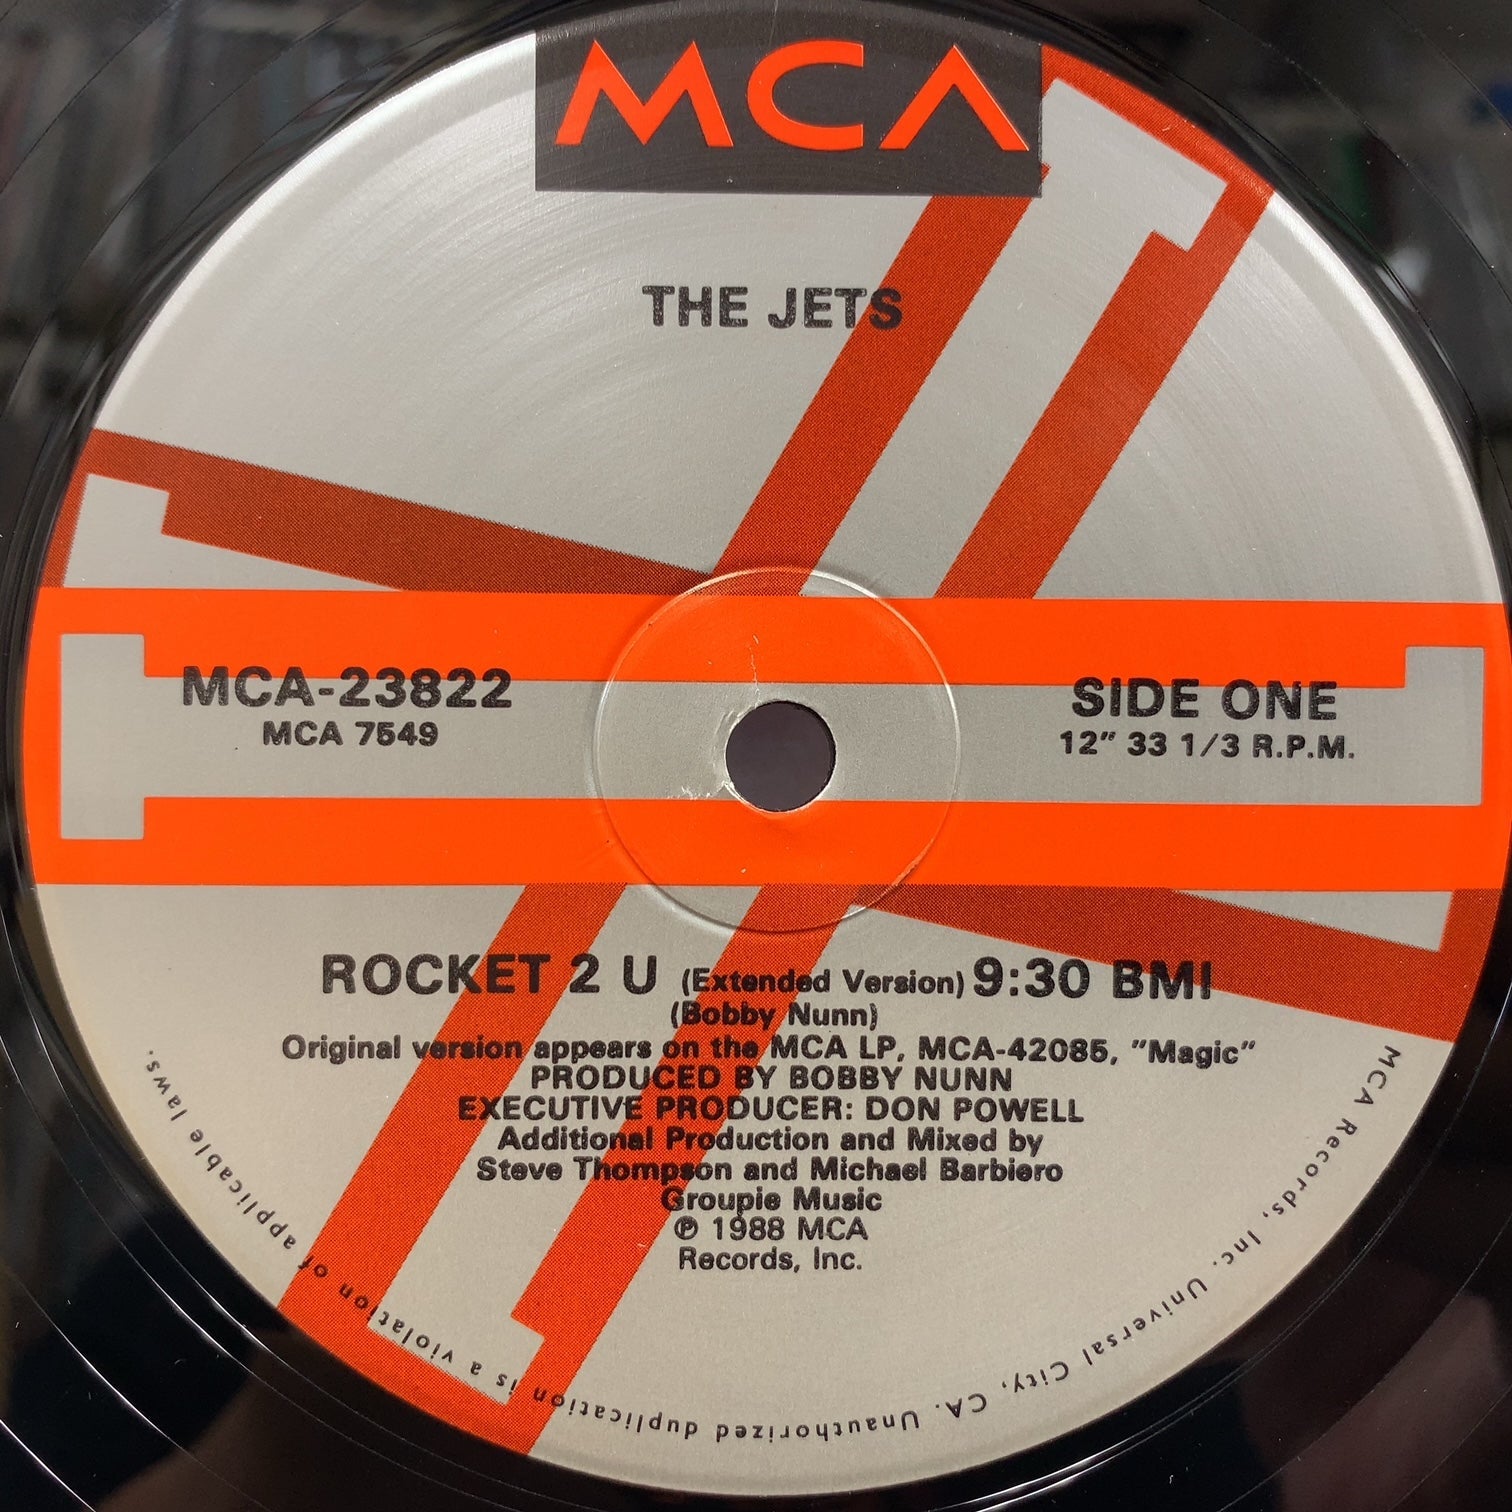 MCA
THE JETS
MCA-23822
MCA 7549
SIDE ONE
12" 33 1/3 R.P.M.
ROCKET 2 U (Extended Version) 9:30 BMI
(Bobby Nunn)
Original version appears on the MCA LP, MCA-42085, "Magic"
PRODUCED BY BOBBY NUNN
EXECUTIVE PRODUCER: DON POWELL
Additional Production and Mixed by
Steve Thompson and Michael Barbiero
Groupie Music
℗ 1988 MCA
Records, Inc.
MCA Records, Inc. Universal City, CA. Unauthorized duplication is a violation of applicable laws.